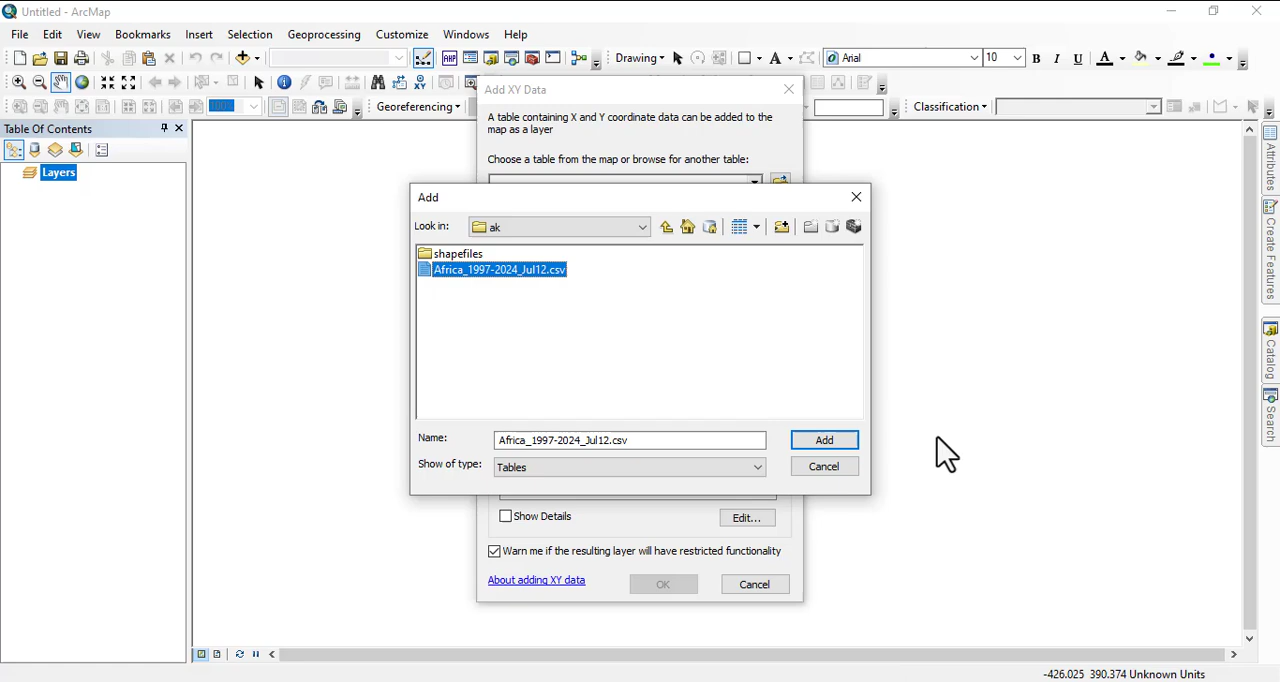 Untitled - ArcMap
File Edit View Bookmarks Insert Selection Geoprocessing Customize Windows Help
Drawing Arial 10 B I U A
Georeferencing Classification
Table Of Contents
Layers
Add XY Data
A table containing X and Y coordinate data can be added to the
map as a layer
Choose a table from the map or browse for another table:
Add
Look in: ak
shapefiles
Africa_1997-2024_Jul12.csv
Name: Africa_1997-2024_Jul12.csv Add
Show of type: Tables Cancel
Show Details Edit...
Warn me if the resulting layer will have restricted functionality
About adding XY data OK Cancel
Attributes
Create Features
Catalog
Search
-426.025 390.374 Unknown Units